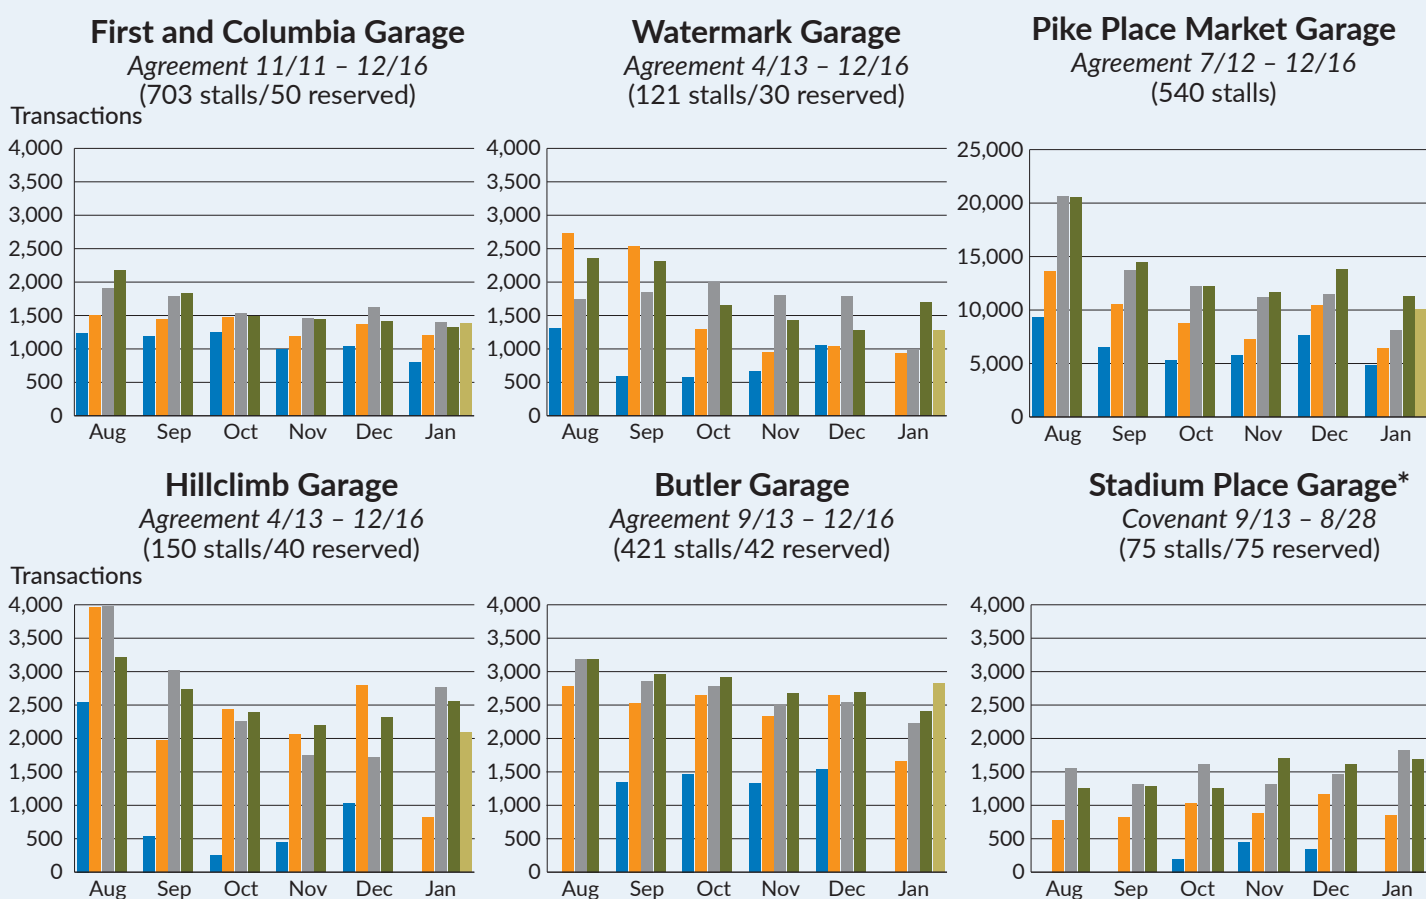 First and Columbia Garage
Agreement 11/11 – 12/16
(703 stalls/50 reserved)
Transactions
4,000
3,500
3,000
2,500
2,000
1,500
1,000
500
0
Aug Sep Oct Nov Dec Jan
Watermark Garage
Agreement 4/13 – 12/16
(121 stalls/30 reserved)
4,000
3,500
3,000
2,500
2,000
1,500
1,000
500
0
Aug Sep Oct Nov Dec Jan
Pike Place Market Garage
Agreement 7/12 – 12/16
(540 stalls)
25,000
20,000
15,000
10,000
5,000
0
Aug Sep Oct Nov Dec Jan
Hillclimb Garage
Agreement 4/13 – 12/16
(150 stalls/40 reserved)
Transactions
4,000
3,500
3,000
2,500
2,000
1,500
1,000
500
0
Aug Sep Oct Nov Dec Jan
Butler Garage
Agreement 9/13 – 12/16
(421 stalls/42 reserved)
4,000
3,500
3,000
2,500
2,000
1,500
1,000
500
0
Aug Sep Oct Nov Dec Jan
Stadium Place Garage*
Covenant 9/13 – 8/28
(75 stalls/75 reserved)
4,000
3,500
3,000
2,500
2,000
1,500
1,000
500
0
Aug Sep Oct Nov Dec Jan